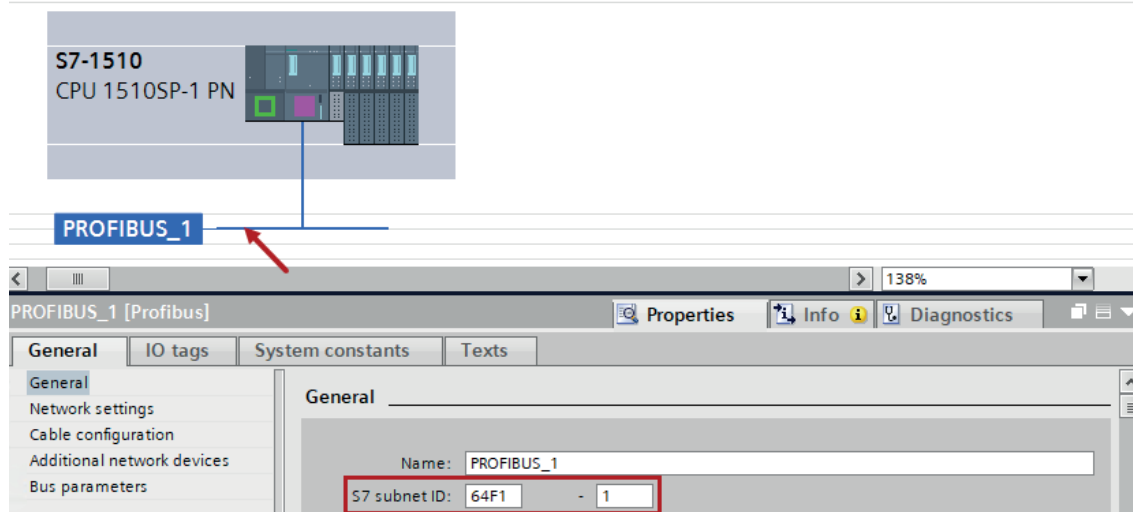 S7-1510
CPU 1510SP-1 PN
PROFIBUS_1
138%
PROFIBUS_1 [Profibus]
Properties
Info
Diagnostics
General
IO tags
System constants
Texts
General
Network settings
Cable configuration
Additional network devices
Bus parameters
General
Name: PROFIBUS_1
S7 subnet ID: 64F1 - 1